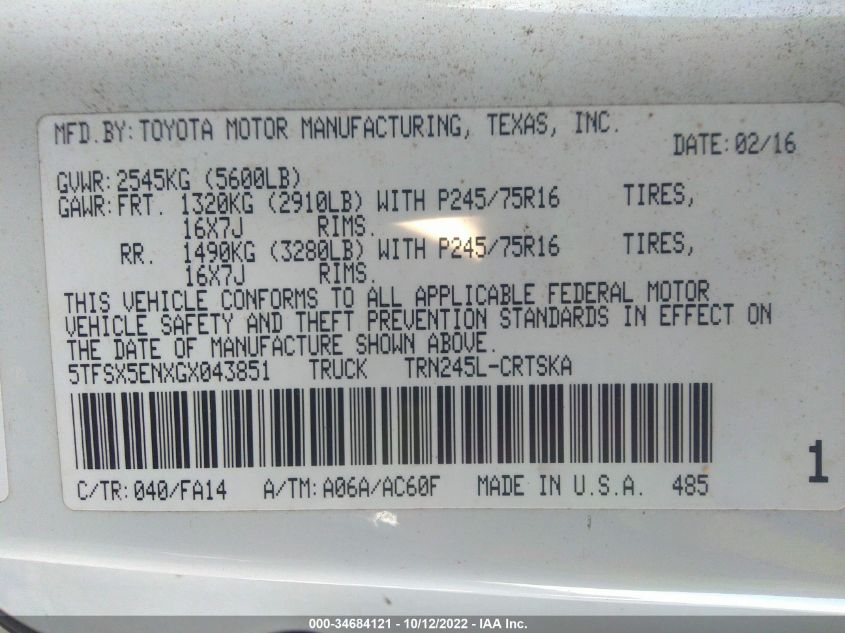 MFD.BY: TOYOTA MOTOR MANUFACTURING, TEXAS, INC.
DATE: 02/16
GVWR: 2545KG (5600LB)
GAWR: FRT. 1320KG (2910LB) WITH P245/75R16 TIRES,
16X7J RIMS.
RR. 1490KG (3280LB) WITH P245/75R16 TIRES,
16X7J RIMS.
THIS VEHICLE CONFORMS TO ALL APPLICABLE FEDERAL MOTOR
VEHICLE SAFETY AND THEFT PREVENTION STANDARDS IN EFFECT ON
THE DATE OF MANUFACTURE SHOWN ABOVE.
5TFSX5ENXGX043851 TRUCK TRN245L-CRTSKA
C/TR: 040/FA14 A/TM: A06A/AC60F MADE IN U.S.A. 485
1
000-34684121 - 10/12/2022 - IAA Inc.